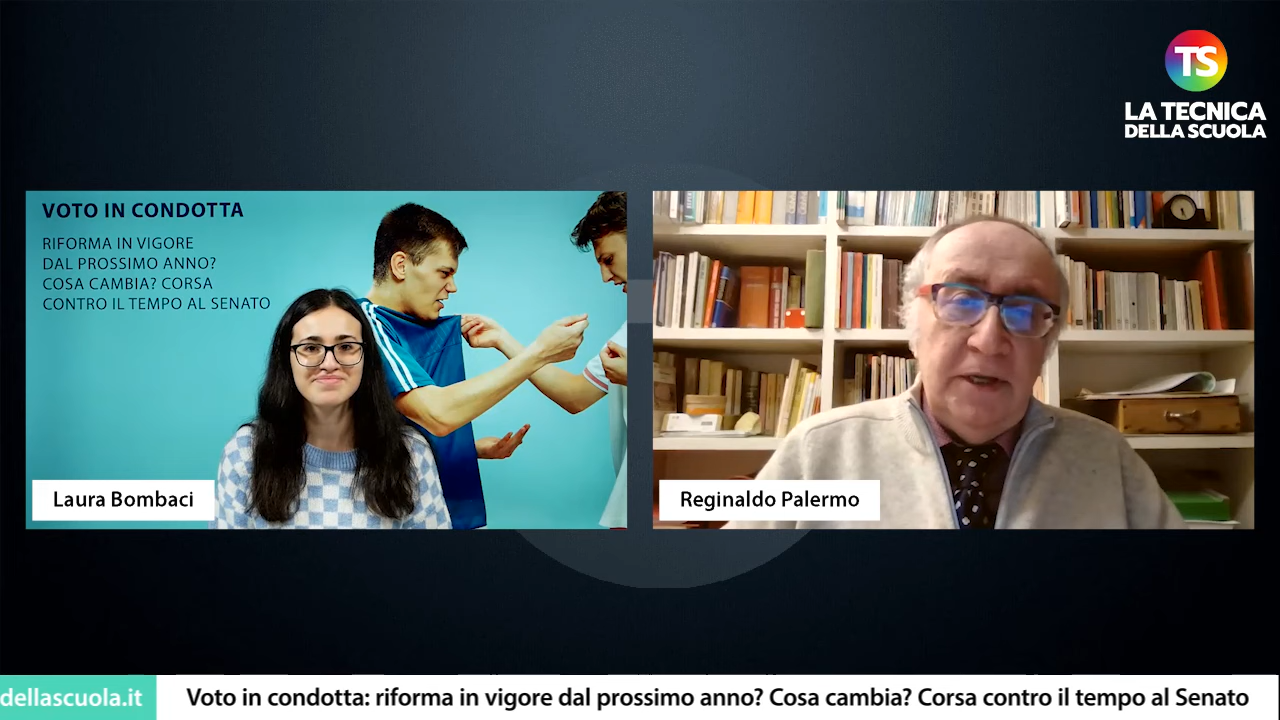 TS
LA TECNICA
DELLA SCUOLA
VOTO IN CONDOTTA
RIFORMA IN VIGORE
DAL PROSSIMO ANNO?
COSA CAMBIA? CORSA
CONTRO IL TEMPO AL SENATO
Laura Bombaci
Reginaldo Palermo
dellascuola.it
Voto in condotta: riforma in vigore dal prossimo anno? Cosa cambia? Corsa contro il tempo al Senato